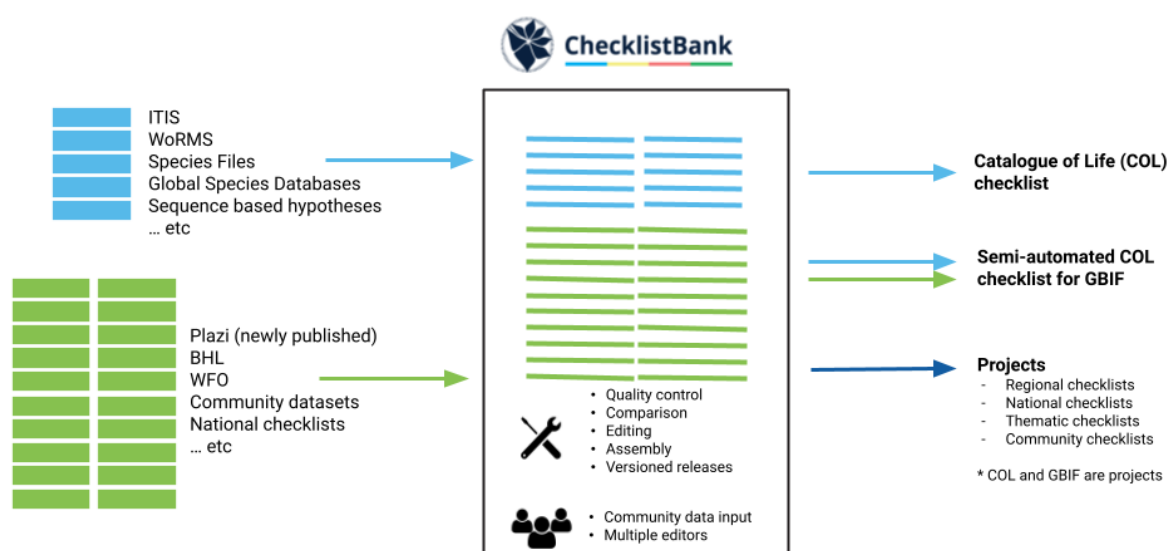 ChecklistBank
ITIS
WoRMS
Species Files
Global Species Databases
Sequence based hypotheses
... etc
Plazi (newly published)
BHL
WFO
Community datasets
National checklists
... etc
• Quality control
• Comparison
• Editing
• Assembly
• Versioned releases
• Community data input
• Multiple editors
Catalogue of Life (COL)
checklist
Semi-automated COL
checklist for GBIF
Projects
- Regional checklists
- National checklists
- Thematic checklists
- Community checklists
* COL and GBIF are projects